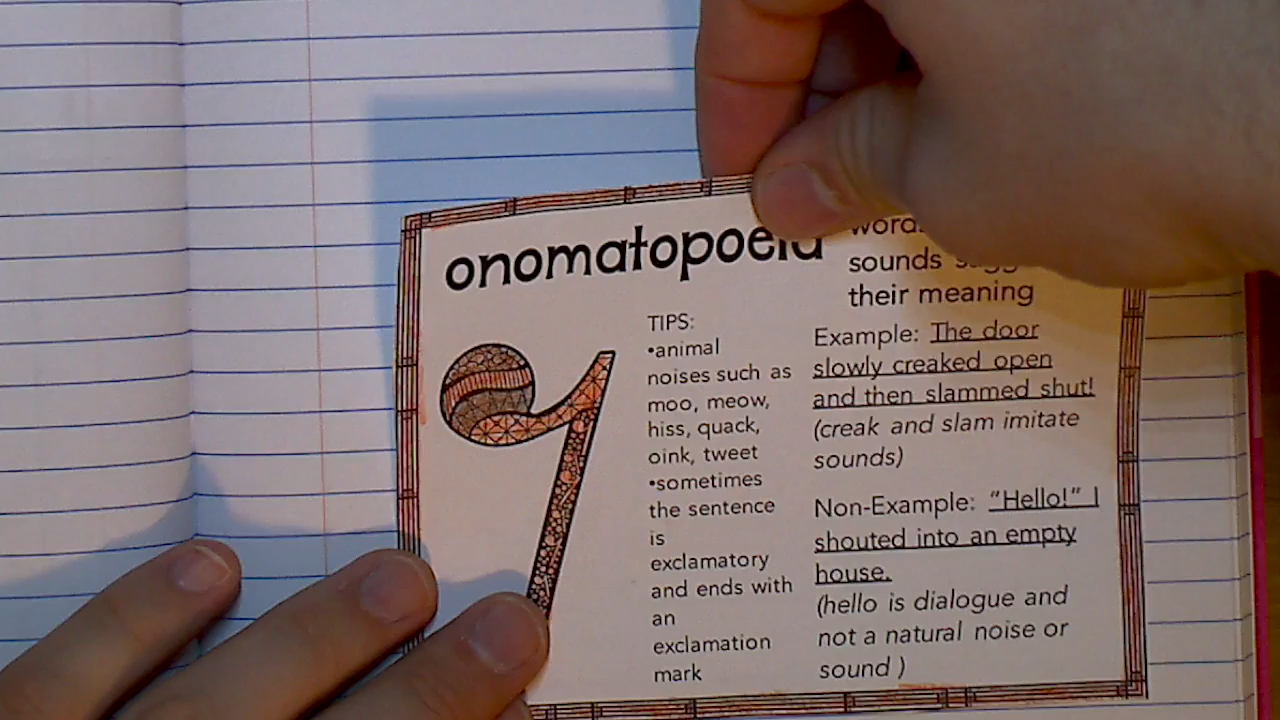 onomatopoeia
sounds
their meaning
TIPS:
•animal
noises such as
moo, meow,
hiss, quack,
oink, tweet
•sometimes
the sentence
is
exclamatory
and ends with
an
exclamation
mark
Example: The door
slowly creaked open
and then slammed shut!
(creak and slam imitate
sounds)
Non-Example: "Hello!" I
shouted into an empty
house.
(hello is dialogue and
not a natural noise or
sound )